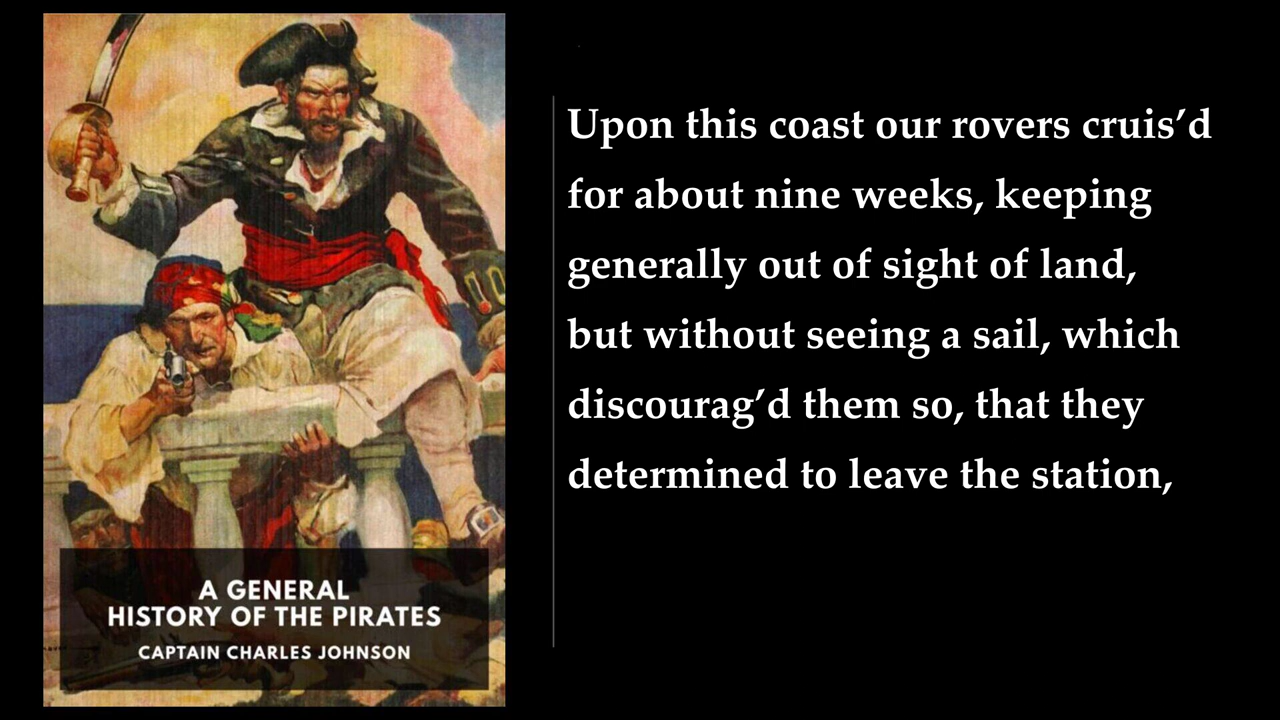 A GENERAL
HISTORY OF THE PIRATES
CAPTAIN CHARLES JOHNSON
Upon this coast our rovers cruis’d
for about nine weeks, keeping
generally out of sight of land,
but without seeing a sail, which
discourag’d them so, that they
determined to leave the station,